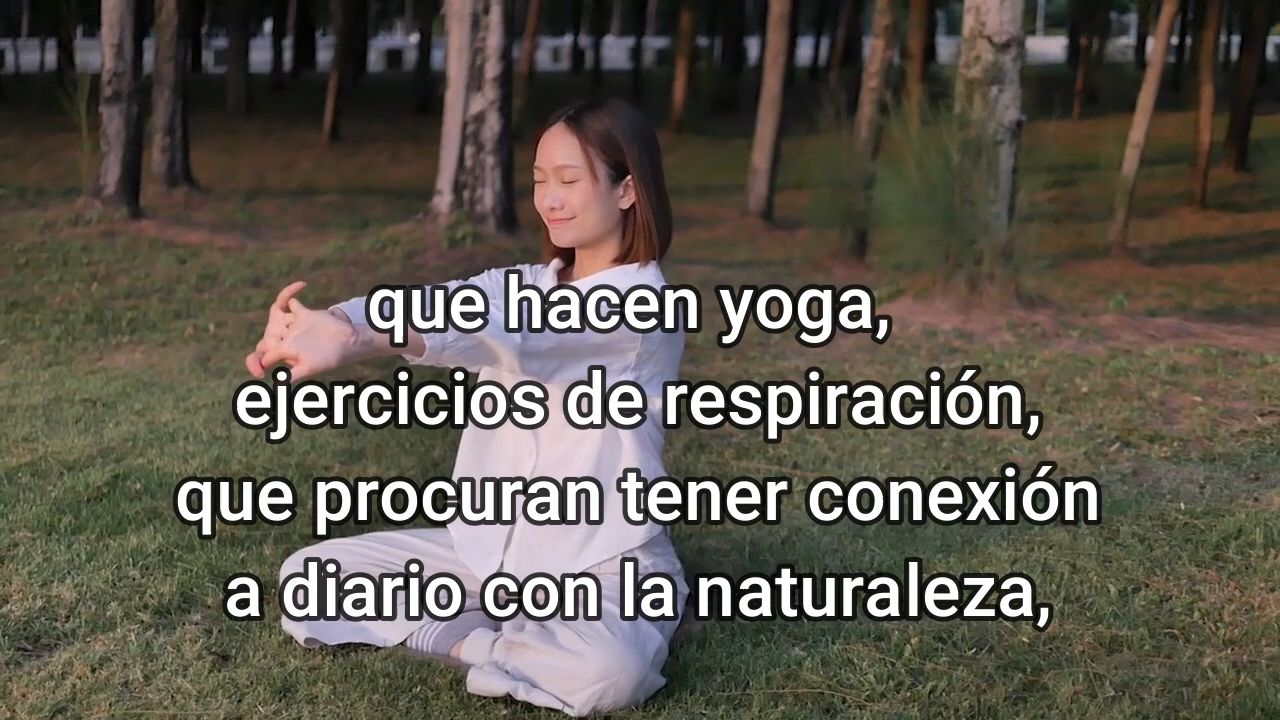 que hacen yoga,
ejercicios de respiración,
que procuran tener conexión
a diario con la naturaleza,